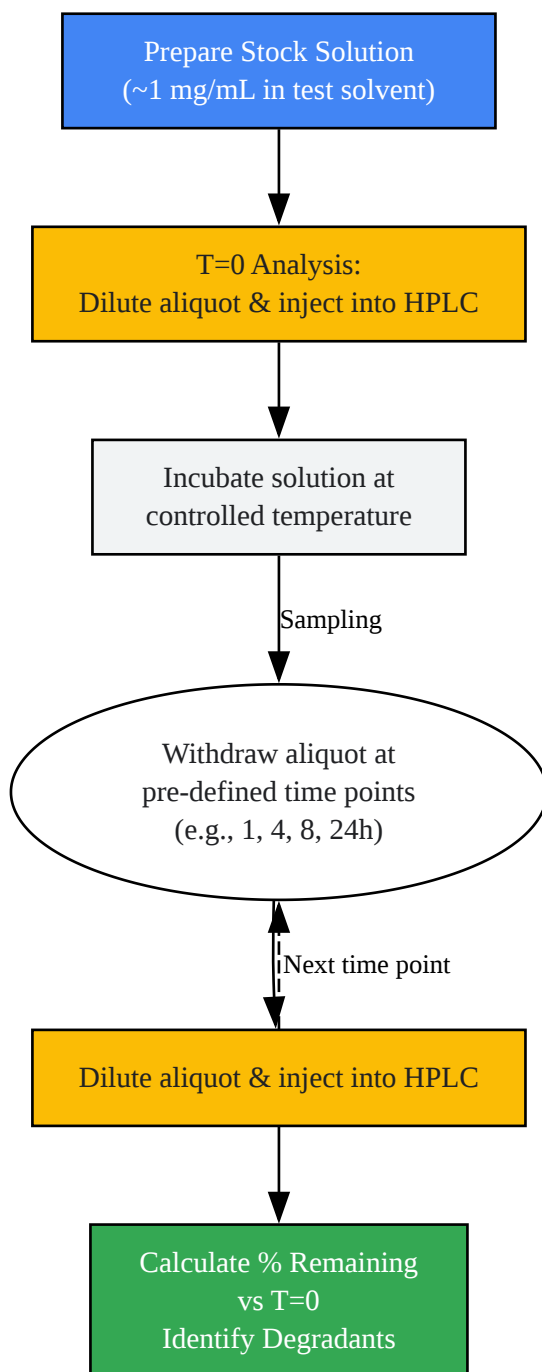 Prepare Stock Solution
(~1 mg/mL in test solvent)
T=0 Analysis:
Dilute aliquot & inject into HPLC
Incubate solution at
controlled temperature
Sampling
Withdraw aliquot at
pre-defined time points
(e.g., 1, 4, 8, 24h)
Next time point
Dilute aliquot & inject into HPLC
Calculate % Remaining
vs T=0
Identify Degradants